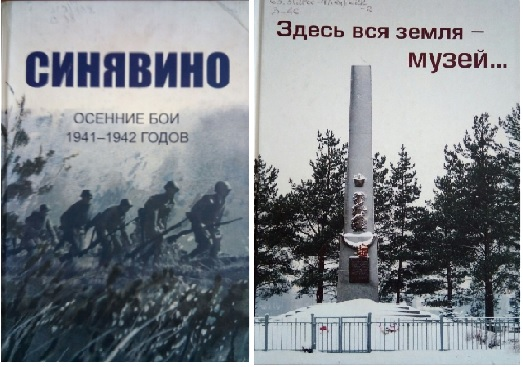 СИНЯВИНО
ОСЕННИЕ БОИ
1941–1942 ГОДОВ
Здесь вся земля –
музей...